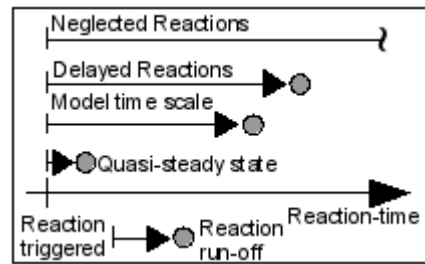 Neglected Reactions
Delayed Reactions
Model time scale
Quasi-steady state
Reaction-time
Reaction
triggered
Reaction
run-off